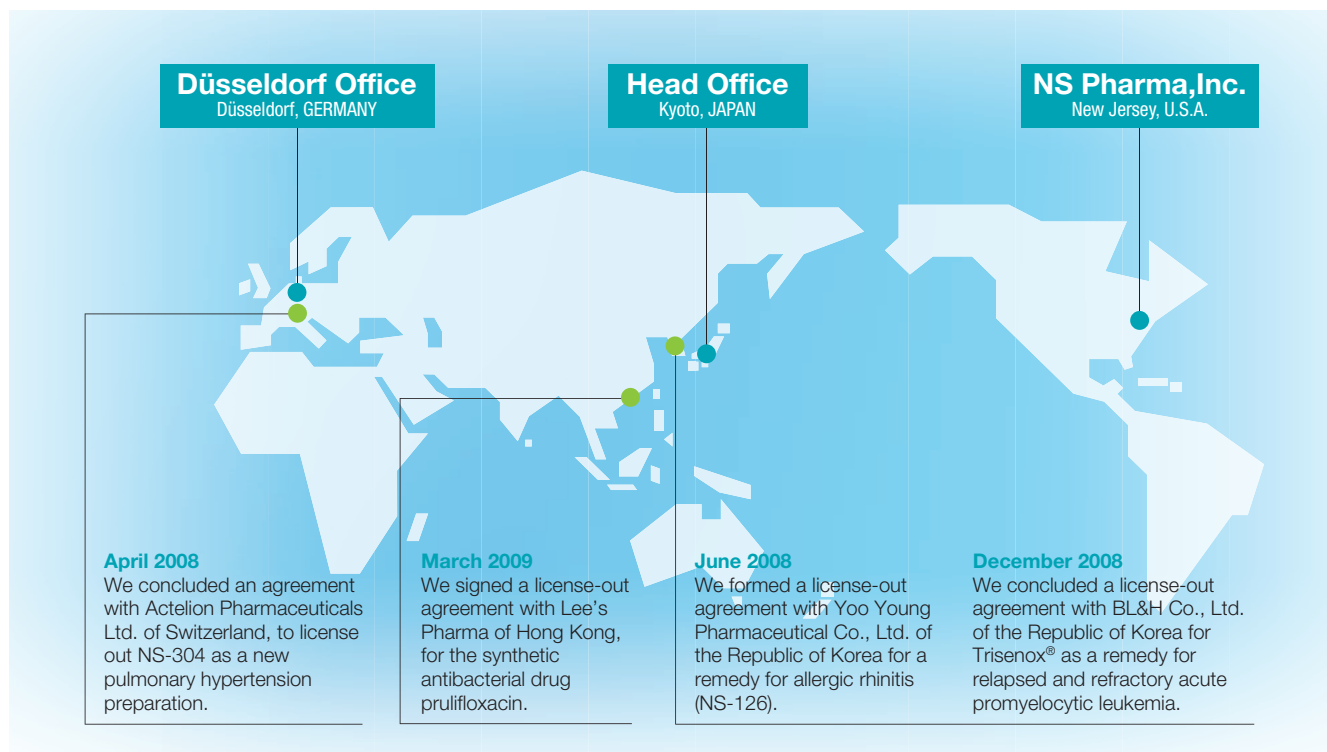 Düsseldorf Office
Düsseldorf, GERMANY
Head Office
Kyoto, JAPAN
NS Pharma,Inc.
New Jersey, U.S.A.
April 2008
We concluded an agreement
with Actelion Pharmaceuticals
Ltd. of Switzerland, to license
out NS-304 as a new
pulmonary hypertension
preparation.
March 2009
We signed a license-out
agreement with Lee's
Pharma of Hong Kong,
for the synthetic
antibacterial drug
prulifloxacin.
June 2008
We formed a license-out
agreement with Yoo Young
Pharmaceutical Co., Ltd. of
the Republic of Korea for a
remedy for allergic rhinitis
(NS-126).
December 2008
We concluded a license-out
agreement with BL&H Co., Ltd.
of the Republic of Korea for
Trisenox® as a remedy for
relapsed and refractory acute
promyelocytic leukemia.